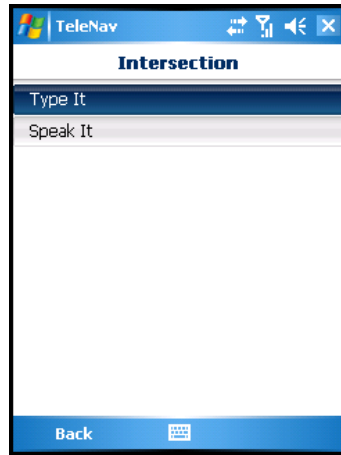 TeleNav
Intersection
Type It
Speak It
Back